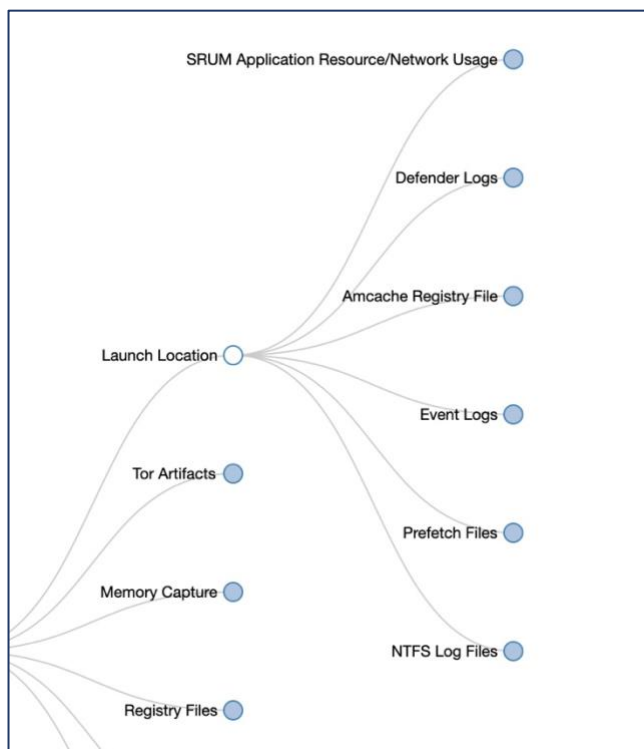 SRUM Application Resource/Network Usage
Defender Logs
Amcache Registry File
Launch Location
Event Logs
Tor Artifacts
Prefetch Files
Memory Capture
NTFS Log Files
Registry Files